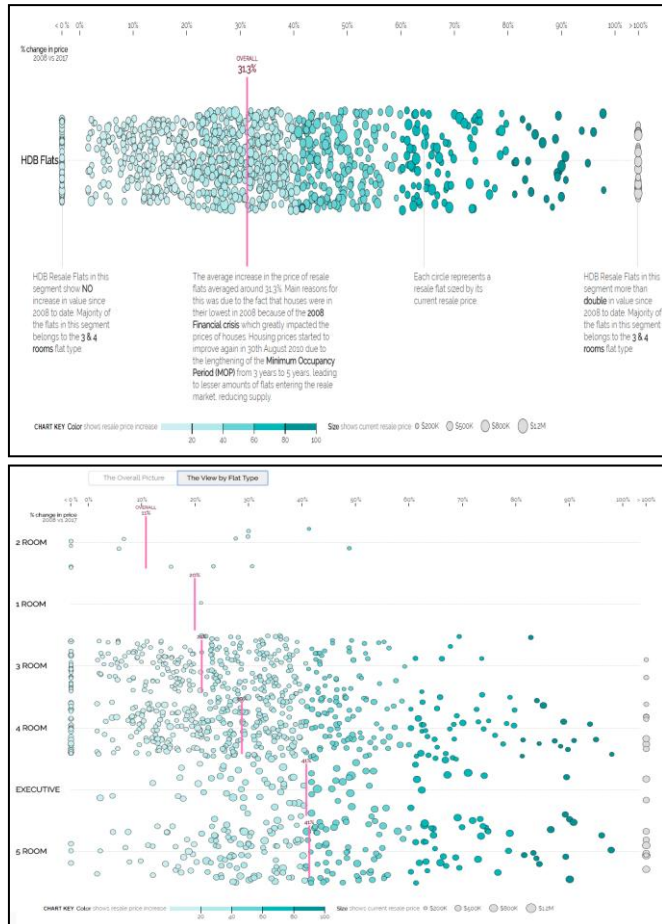 < 0 % 0% 10% 20% 30% 40% 50% 60% 70% 80% 90% 100% > 100%
% change in price
2008 vs 2017
OVERALL
31.3%
HDB Flats
HDB Resale Flats in this
segment show NO
increase in value since
2008 to date. Majority of
the flats in this segment
belongs to the 3 & 4
rooms flat type
The average increase in the price of resale
flats averaged around 31.3%. Main reasons for
this was due to the fact that houses were in
their lowest in 2008 because of the 2008
Financial crisis which greatly impacted the
prices of houses. Housing prices started to
improve again in 30th August 2010 due to
the lengthening of the Minimum Occupancy
Period (MOP) from 3 years to 5 years, leading
to lesser amounts of flats entering the reale
market, reducing supply.
Each circle represents a
resale flat sized by its
current resale price.
HDB Resale Flats in this
segment more than
double in value since
2008 to date. Majority of
the flats in this segment
belongs to the 3 & 4
rooms flat type
CHART KEY Color shows resale price increase 20 40 60 80 100 Size shows current resale price $200K $500K $800K $1.2M
The Overall Picture The View by Flat Type
< 0 % 0% 10% 20% 30% 40% 50% 60% 70% 80% 90% > 100%
% change in price
2008 vs 2017
OVERALL
2 ROOM
1 ROOM
3 ROOM
4 ROOM
EXECUTIVE
5 ROOM
CHART KEY Color shows resale price increase 20 40 60 80 100 Size shows current resale price $200K $500K $800K $1.2M